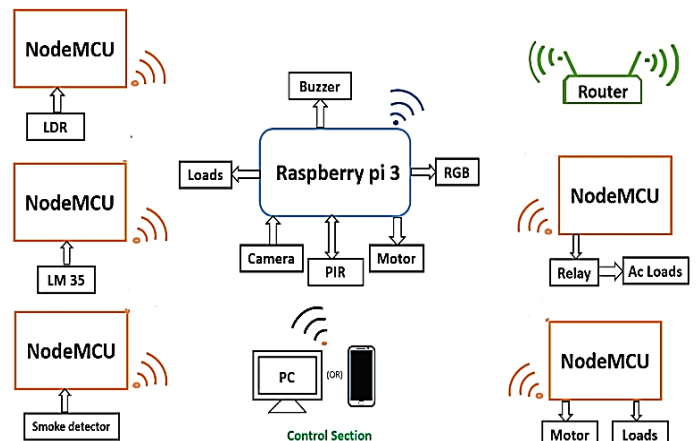 NodeMCU
LDR
NodeMCU
LM 35
NodeMCU
Smoke detector
Buzzer
Loads
Raspberry pi 3
RGB
Camera
PIR
Motor
PC
(OR)
Control Section
Router
NodeMCU
Relay
Ac Loads
NodeMCU
Motor
Loads